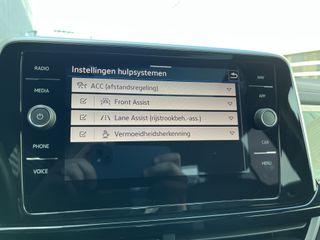 Instellingen hulpsystemen
RADIO
MEDIA
PHONE
VOICE
ACC (afstandsregeling)
Front Assist
Lane Assist (rijstrookbeh.-ass.)
Vermoeidheidsherkenning
NAV
APP
CAR
MENU